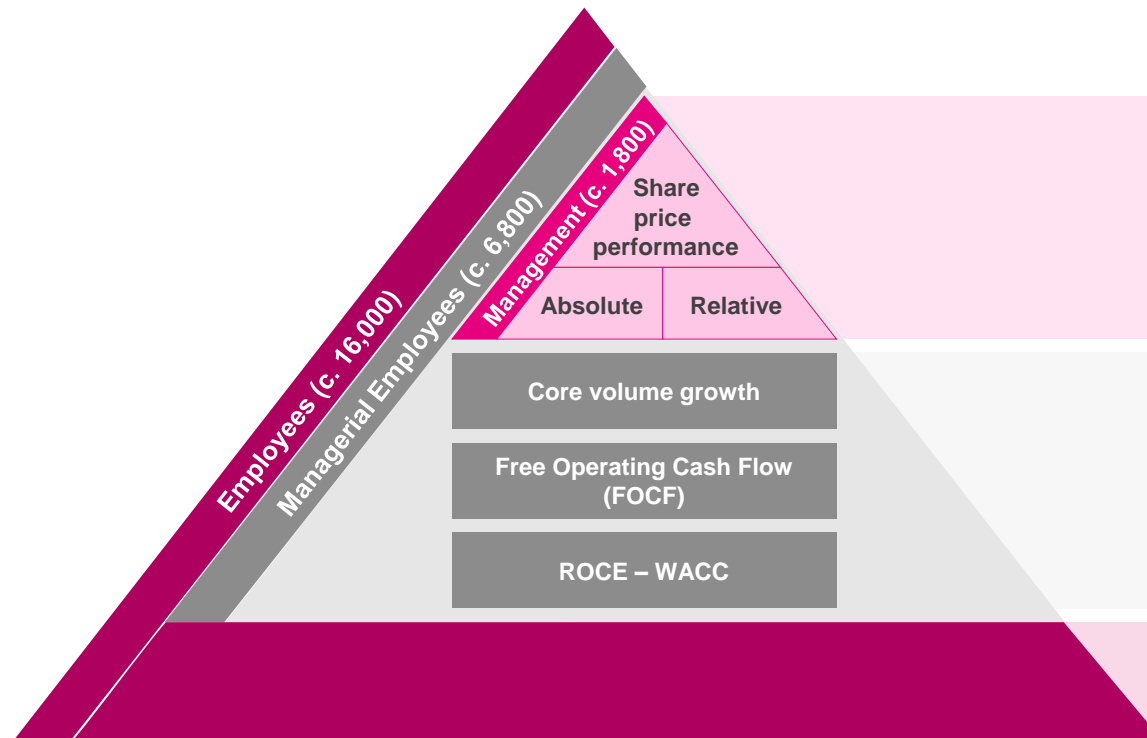 Employees (c. 16,000)
Managerial Employees (c. 6,800)
Management (c. 1,800)
Share
price
performance
Absolute
Relative
Core volume growth
Free Operating Cash Flow
(FOCF)
ROCE – WACC